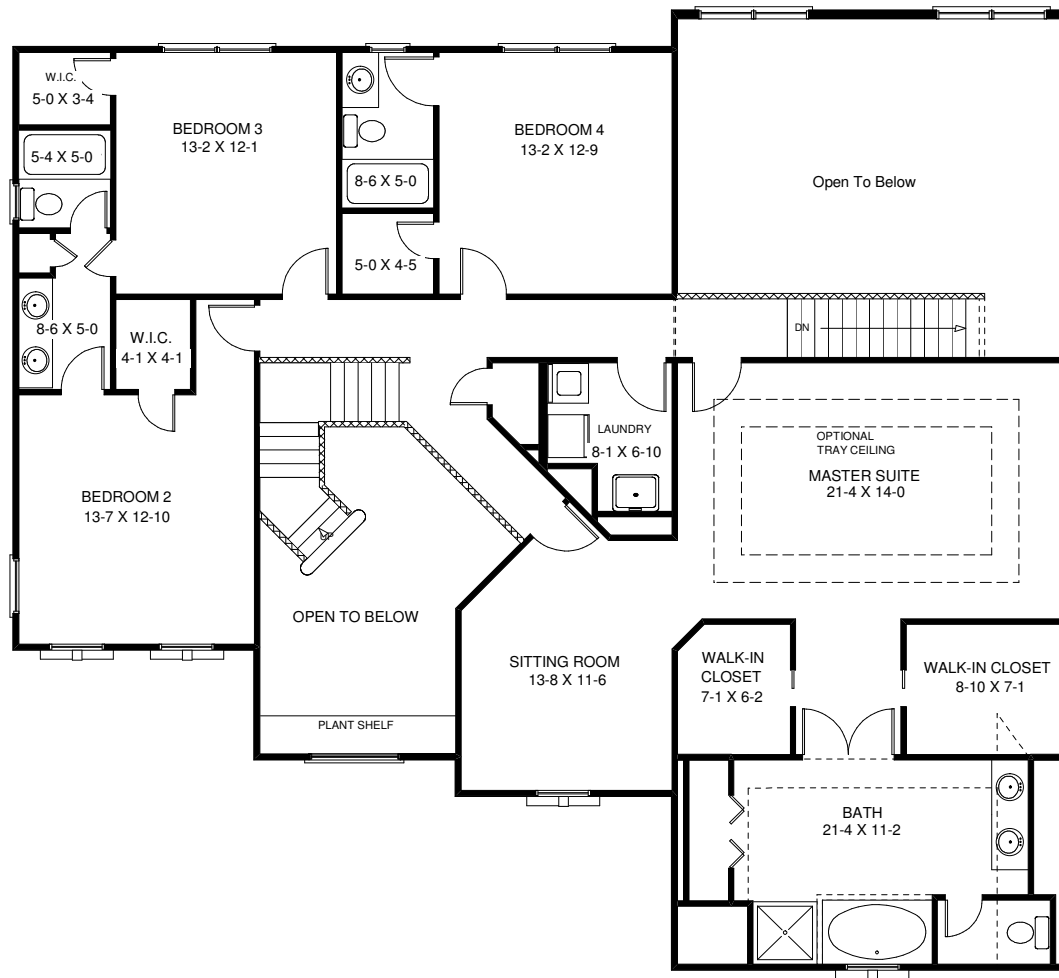 W.I.C.
5-0 X 3-4
BEDROOM 3
13-2 X 12-1
BEDROOM 4
13-2 X 12-9
5-4 X 5-0
8-6 X 5-0
Open To Below
5-0 X 4-5
8-6 X 5-0
W.I.C.
4-1 X 4-1
DN
LAUNDRY
8-1 X 6-10
OPTIONAL
TRAY CEILING
MASTER SUITE
21-4 X 14-0
BEDROOM 2
13-7 X 12-10
OPEN TO BELOW
SITTING ROOM
13-8 X 11-6
WALK-IN
CLOSET
7-1 X 6-2
WALK-IN CLOSET
8-10 X 7-1
PLANT SHELF
BATH
21-4 X 11-2